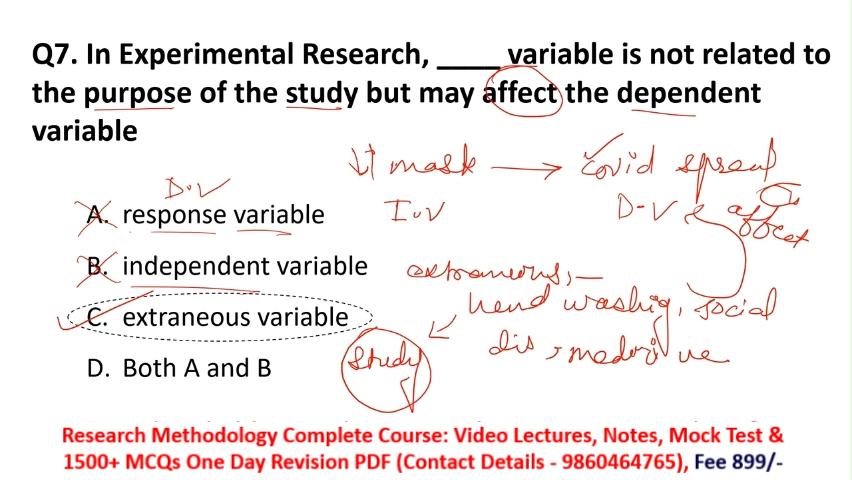 Q7. In Experimental Research, ____ variable is not related to
the purpose of the study but may affect the dependent
variable
↓↑ mask → covid spread
D.V
A. response variable
I.V
D-V
affect
B. independent variable
extraneous,-
C. extraneous variable
hand washing, social
Study
dis,
D. Both A and B
Research Methodology Complete Course: Video Lectures, Notes, Mock Test &
1500+ MCQs One Day Revision PDF (Contact Details - 9860464765), Fee 899/-